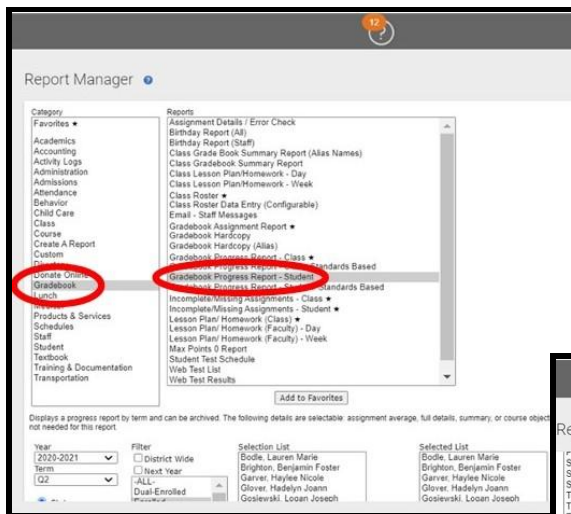 12
?
Report Manager
Category
Favorites ★
Academics
Accounting
Activity Logs
Administration
Admissions
Attendance
Behavior
Child Care
Class
Course
Create A Report
Custom
Donate Online
Gradebook
Lunch
Products & Services
Schedules
Staff
Student
Textbook
Training & Documentation
Transportation
Reports
Assignment Details / Error Check
Birthday Report (All)
Birthday Report (Staff)
Class Grade Book Summary Report (Alias Names)
Class Gradebook Summary Report
Class Lesson Plan/Homework - Day
Class Lesson Plan/Homework - Week
Class Roster ★
Class Roster Data Entry (Configurable)
Email - Staff Messages
Gradebook Assignment Report ★
Gradebook Hardcopy
Gradebook Hardcopy (Alias)
Gradebook Progress Report - Class ★
Standards Based
Gradebook Progress Report - Student
Gradebook Progress Report - Standards Based
Incomplete/Missing Assignments - Class ★
Incomplete/Missing Assignments - Student ★
Lesson Plan/ Homework (Class) ★
Lesson Plan/ Homework (Faculty) - Day
Lesson Plan/ Homework (Faculty) - Week
Max Points 0 Report
Student Test Schedule
Web Test List
Web Test Results
Add to Favorites
Displays a progress report by term and can be archived. The following details are selectable: assignment average, full details, summary, or course object
not needed for this report
Year
2020-2021
Term
Q2
Filter
District Wide
Next Year
-ALL-
Dual-Enrolled
Selection List
Bodle, Lauren Marie
Brighton, Benjamin Foster
Garver, Haylee Nicole
Glover, Hadelyn Joann
Gosiewski, Logan Joseph
Selected List
Bodle, Lauren Marie
Brighton, Benjamin Foster
Garver, Haylee Nicole
Glover, Hadelyn Joann
Gosiewski, Logan Joseph
Re